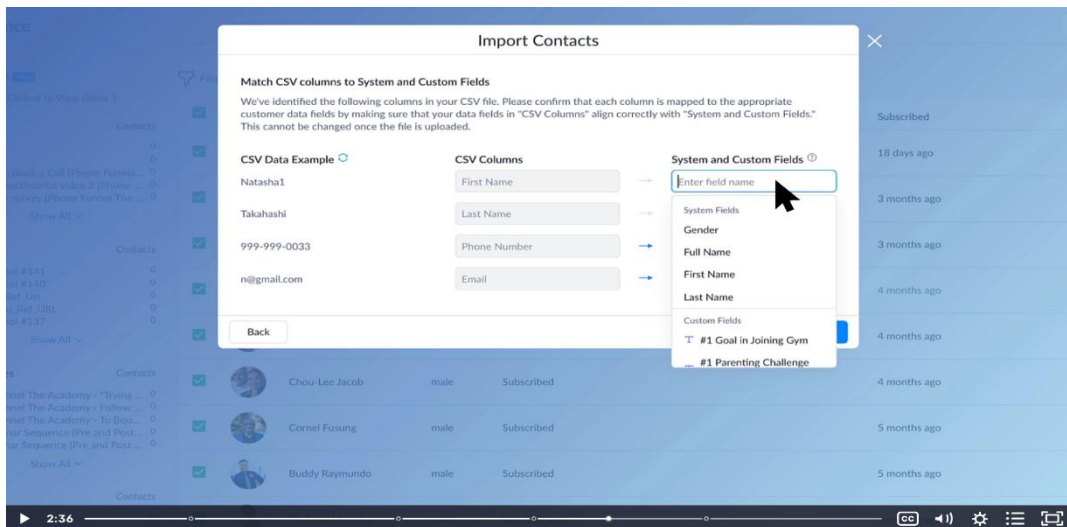 Import Contacts
Match CSV columns to System and Custom Fields
We've identified the following columns in your CSV file. Please confirm that each column is mapped to the appropriate
customer data fields by making sure that your data fields in "CSV Columns" align correctly with "System and Custom Fields."
This cannot be changed once the file is uploaded.
CSV Data Example CSV Columns System and Custom Fields
Natasha1 First Name Enter field name
Takahashi Last Name
999-999-0033 Phone Number
n@gmail.com Email
System Fields
Gender
Full Name
First Name
Last Name
Custom Fields
T #1 Goal in Joining Gym
#1 Parenting Challenge
Back
Subscribed
18 days ago
3 months ago
3 months ago
4 months ago
4 months ago
Chou-Lee Jacob male Subscribed 4 months ago
Cornel Fusung male Subscribed 5 months ago
Buddy Raymundo male Subscribed 5 months ago
Contacts
Show All
Contacts
Show All
Contacts
Show All
Contacts
2:36 CC